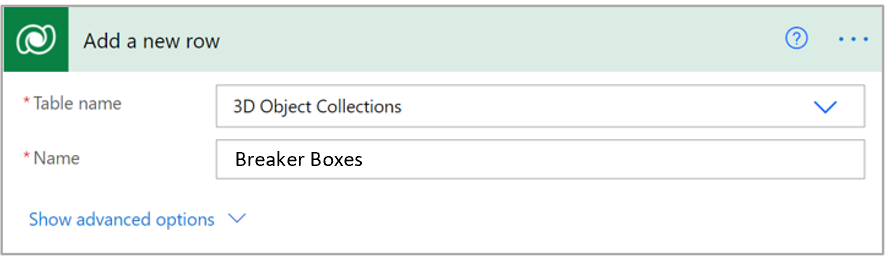 Add a new row
* Table name
3D Object Collections
* Name
Breaker Boxes
Show advanced options